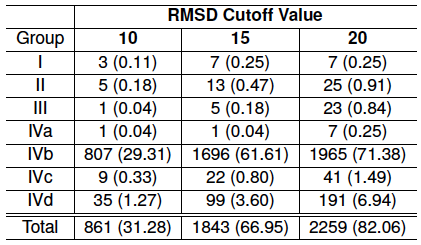 RMSD Cutoff Value
Group 10 15 20
I 3 (0.11) 7 (0.25) 7 (0.25)
II 5 (0.18) 13 (0.47) 25 (0.91)
III 1 (0.04) 5 (0.18) 23 (0.84)
IVa 1 (0.04) 1 (0.04) 7 (0.25)
IVb 807 (29.31) 1696 (61.61) 1965 (71.38)
IVc 9 (0.33) 22 (0.80) 41 (1.49)
IVd 35 (1.27) 99 (3.60) 191 (6.94)
Total 861 (31.28) 1843 (66.95) 2259 (82.06)